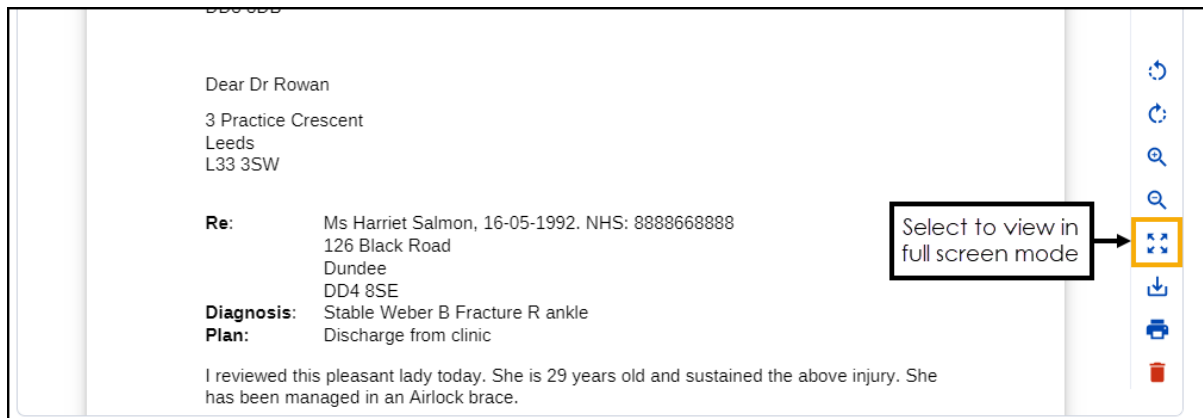 Dear Dr Rowan
3 Practice Crescent
Leeds
L33 3SW
Re: Ms Harriet Salmon, 16-05-1992. NHS: 8888668888
126 Black Road
Dundee
DD4 8SE
Diagnosis: Stable Weber B Fracture R ankle
Plan: Discharge from clinic
I reviewed this pleasant lady today. She is 29 years old and sustained the above injury. She
has been managed in an Airlock brace.
Select to view in
full screen mode